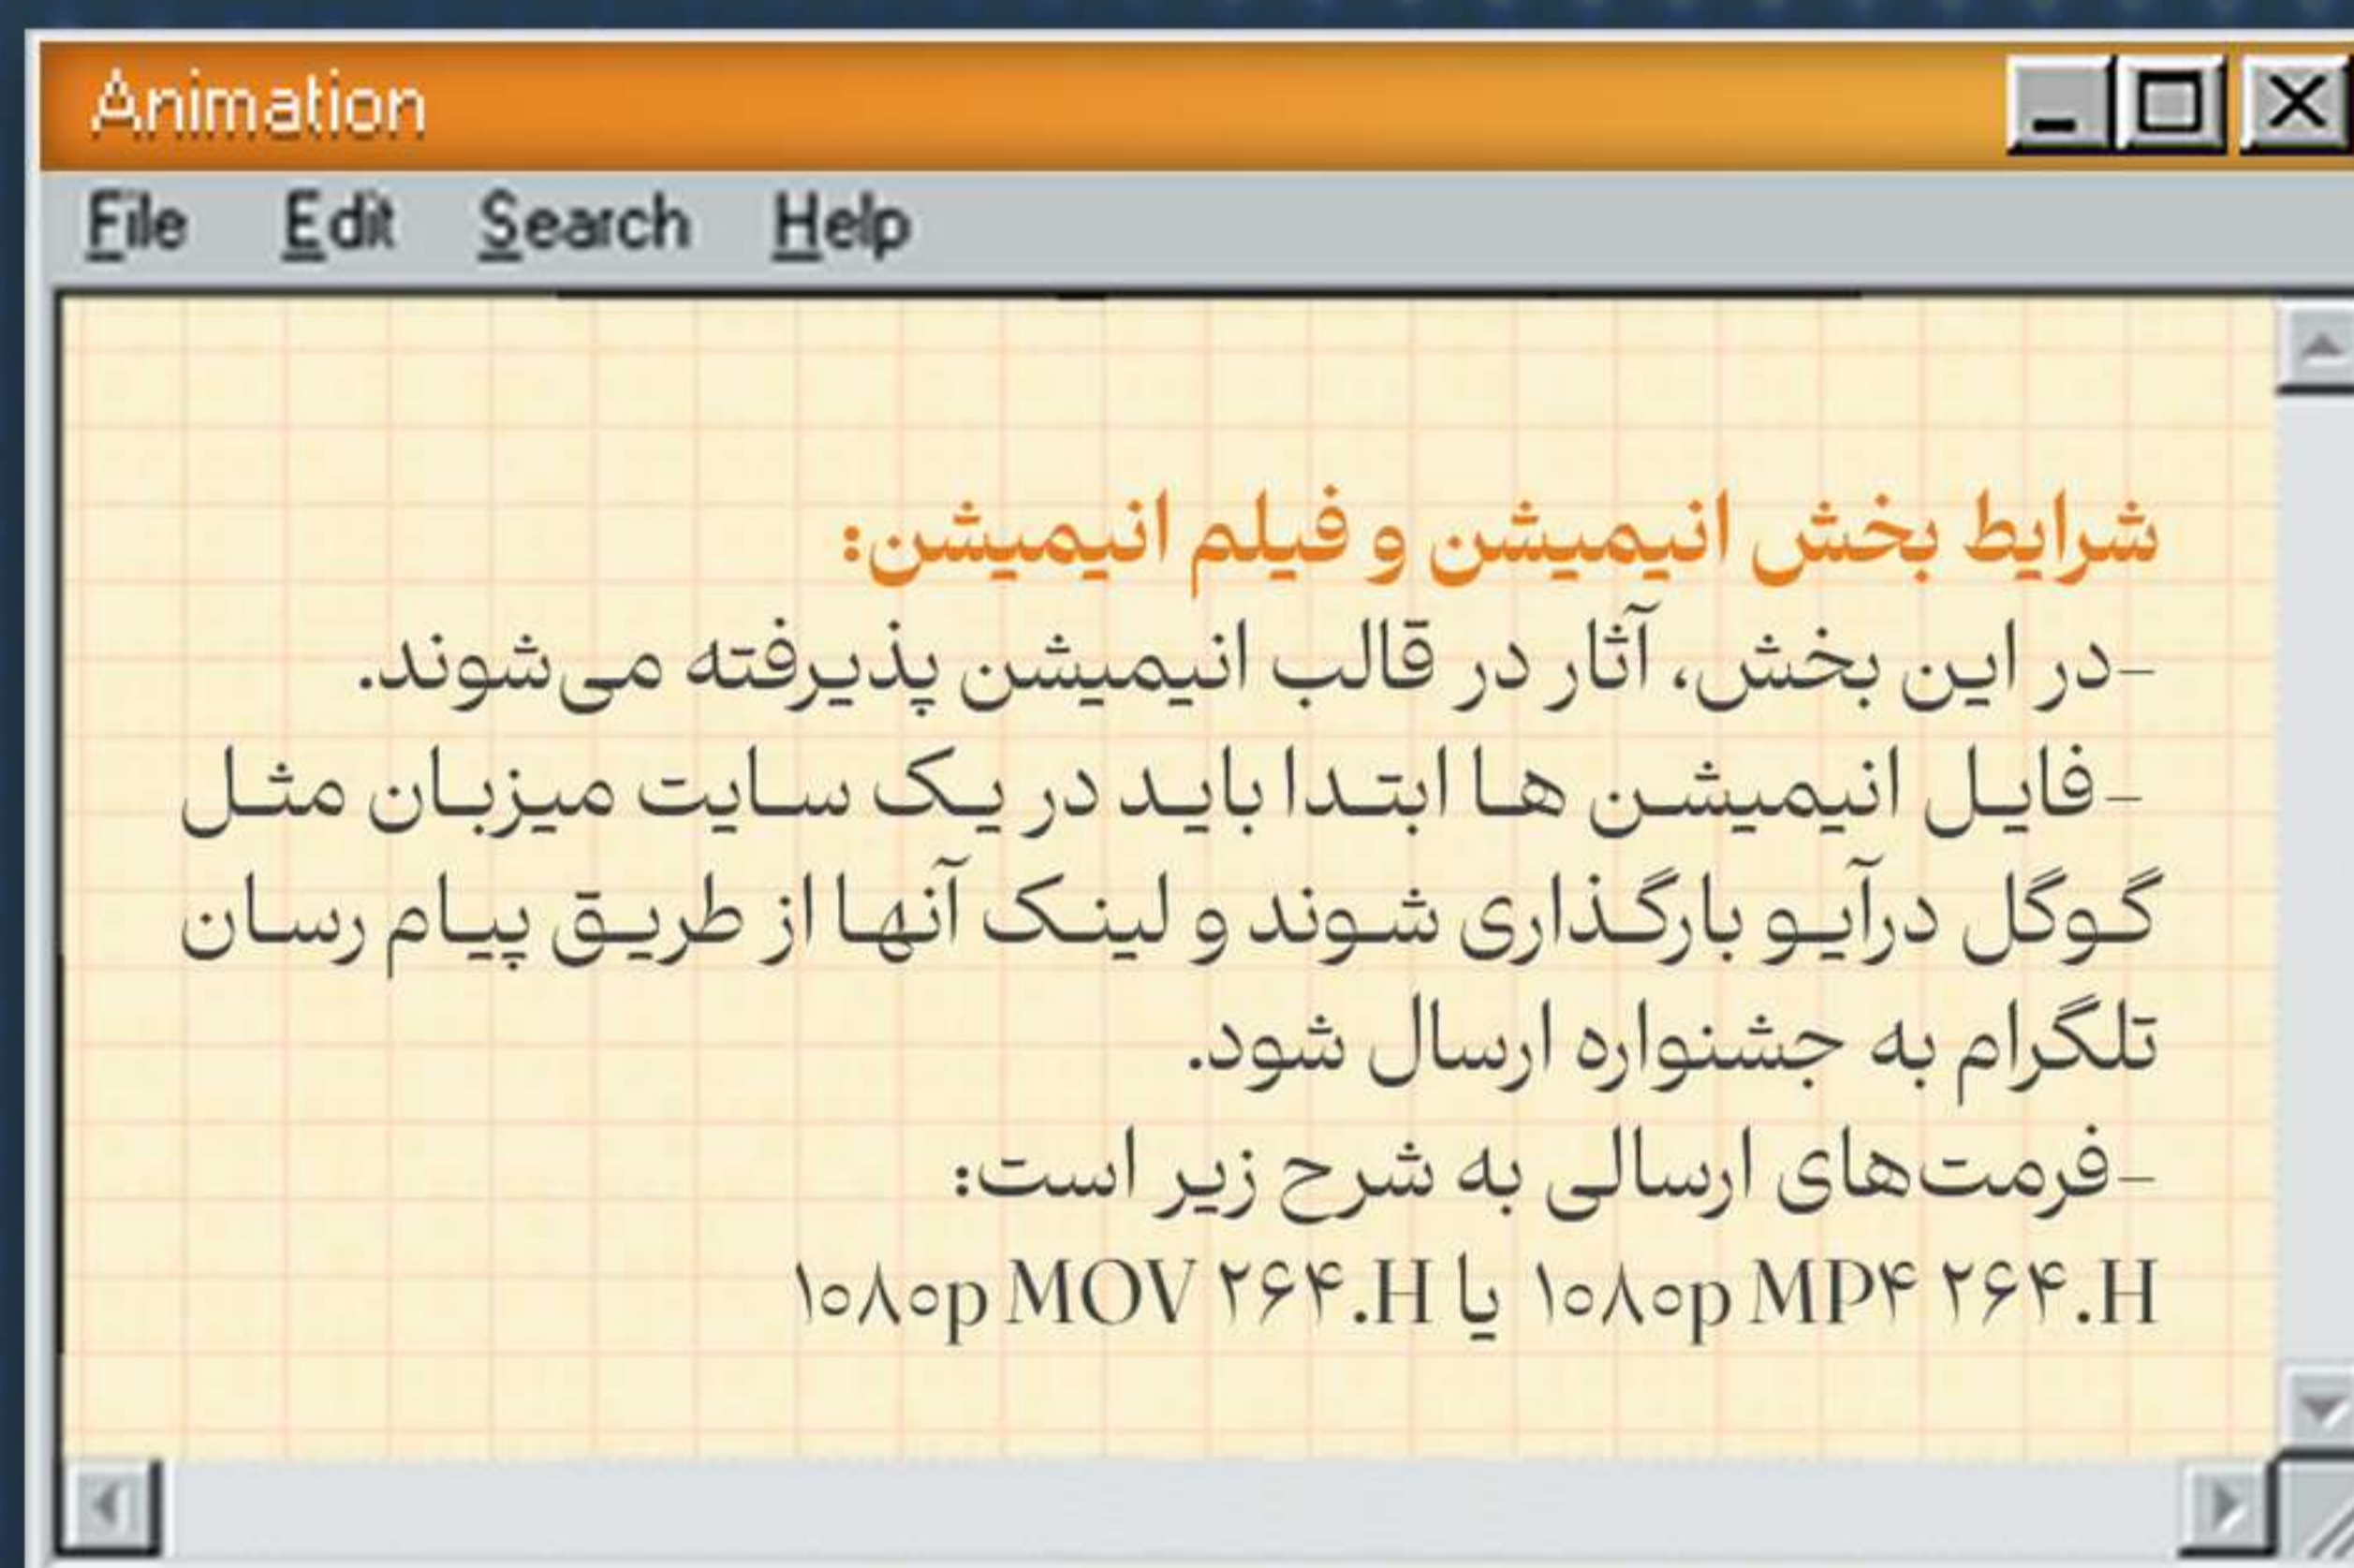 Animation
File Edit Search Help
شرایط بخش انیمیشن و فیلم انیمیشن:
-در این بخش، آثار در قالب انیمیشن پذیرفته می‌شوند.
-فایل انیمیشن ها ابتدا باید در یک سایت میزبان مثل
گوگل درآیو بارگذاری شوند و لینک آنها از طریق پیام رسان
تلگرام به جشنواره ارسال شود.
-فرمت‌های ارسالی به شرح زیر است:
۱۰۸۰p MP۴ ۲۶۴.H یا ۱۰۸۰p MOV ۲۶۴.H